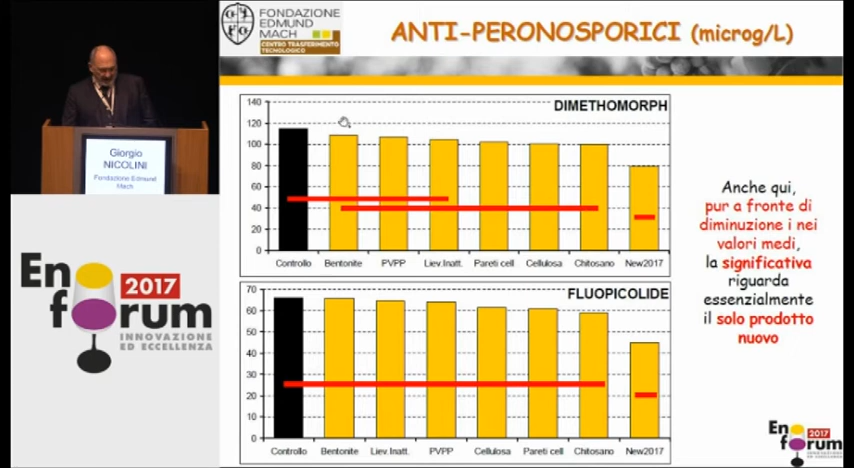 FONDAZIONE
EDMUND
MACH
CENTRO TRASFERIMENTO
TECNOLOGICO
ANTI-PERONOSPORICI (microg/L)
Giorgio
NICOLINI
Fondazione Edmund
Mach
En
2017
forum
INNOVAZIONE
ED ECCELLENZA
DIMETHOMORPH
140
120
100
80
60
40
20
0
Controllo Bentonite PVPP Liev.Inatt. Pareti cell Cellulosa Chitosano New2017
FLUOPICOLIDE
70
60
50
40
30
20
10
0
Controllo Bentonite Liev.Inatt. PVPP Cellulosa Pareti cell Chitosano New2017
Anche qui,
pur a fronte di
diminuzione i nei
valori medi,
la significativa
riguarda
essenzialmente
il solo prodotto
nuovo
En
2017
forum